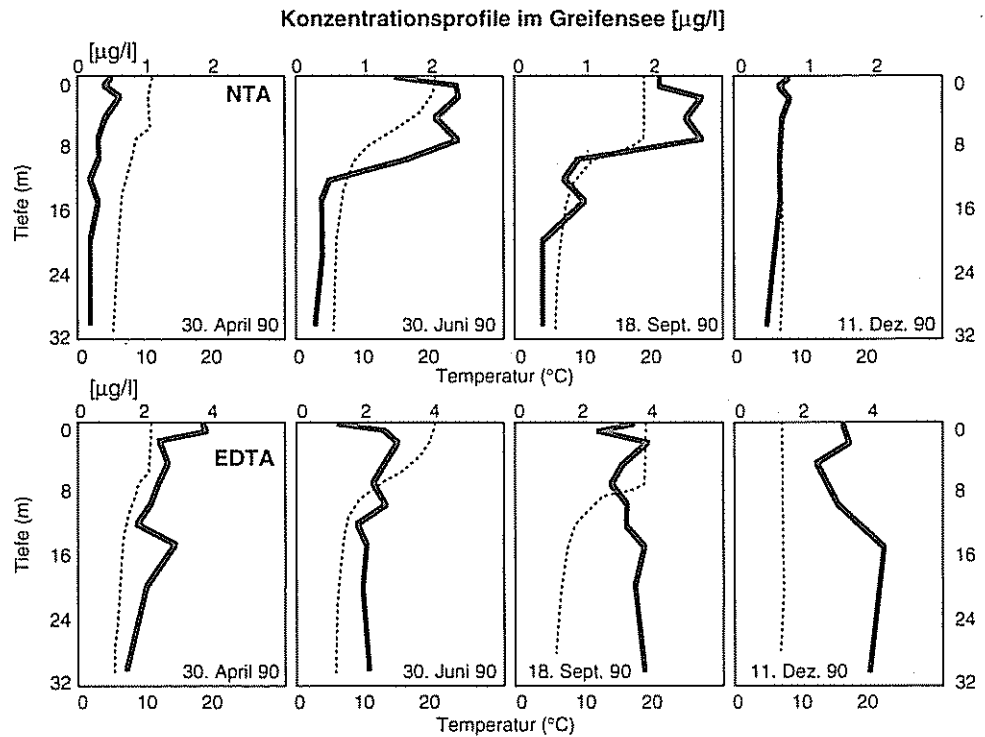 Konzentrationsprofile im Greifensee [µg/l]
[µg/l]
0 1 2 0 1 2 0 1 2 0 1 2
0 8 16 24 32
Tiefe (m)
NTA
30. April 90
30. Juni 90
18. Sept. 90
11. Dez. 90
0 8 16 24 32
0 10 20 0 10 20 0 10 20 0 10 20
Temperatur (°C)
[µg/l]
0 2 4 0 2 4 0 2 4 0 2 4
0 8 16 24 32
Tiefe (m)
EDTA
30. April 90
30. Juni 90
18. Sept. 90
11. Dez. 90
0 8 16 24 32
0 10 20 0 10 20 0 10 20 0 10 20
Temperatur (°C)